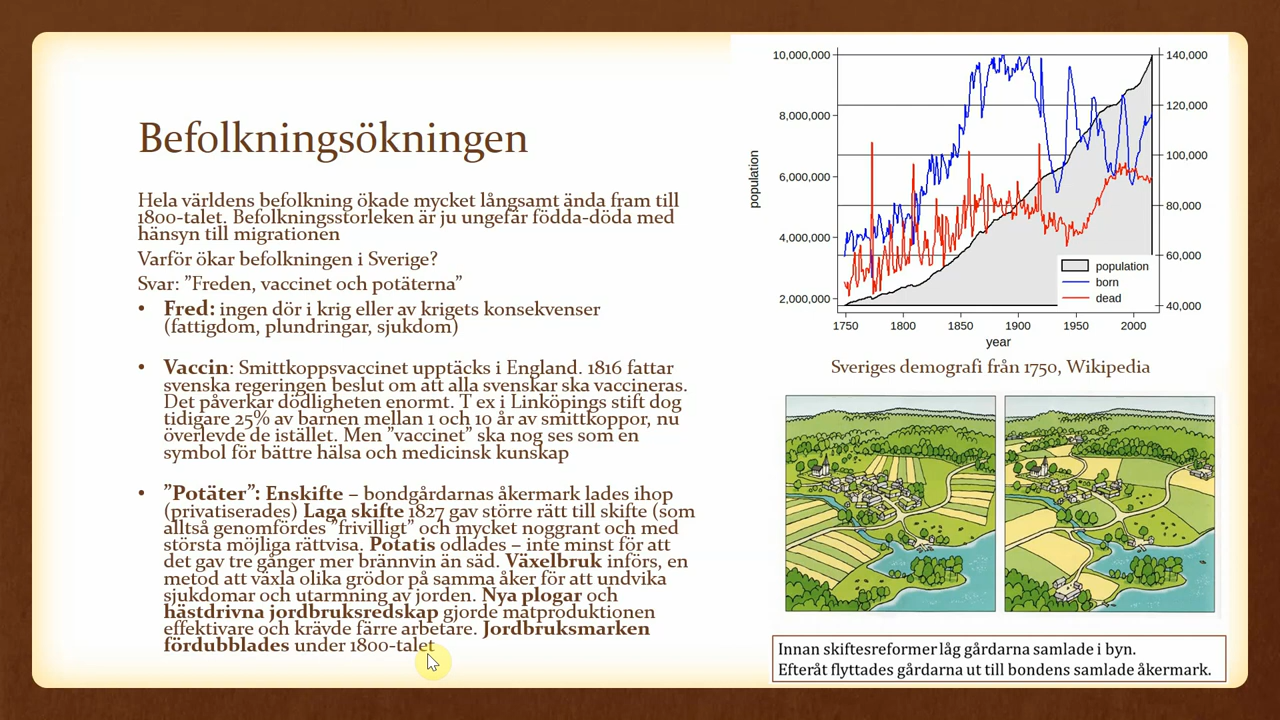 Befolkningsökningen
Hela världens befolkning ökade mycket långsamt ända fram till
1800-talet. Befolkningsstorleken är ju ungefär födda-döda med
hänsyn till migrationen
Varför ökar befolkningen i Sverige?
Svar: ”Freden, vaccinet och potäterna”
• Fred: ingen dör i krig eller av krigets konsekvenser
(fattigdom, plundringar, sjukdom)
• Vaccin: Smittkoppsvaccinet upptäcks i England. 1816 fattar
svenska regeringen beslut om att alla svenskar ska vaccineras.
Det påverkar dödligheten enormt. T ex i Linköpings stift dog
tidigare 25% av barnen mellan 1 och 10 år av smittkoppor, nu
överlevde de istället. Men ”vaccinet” ska nog ses som en
symbol för bättre hälsa och medicinsk kunskap
• ”Potäter”: Enskifte – bondgårdarnas åkermark lades ihop
(privatiserades) Laga skifte 1827 gav större rätt till skifte (som
alltså genomfördes ”frivilligt” och mycket noggrant och med
största möjliga rättvisa. Potatis odlades – inte minst för att
det gav tre gånger mer brännvin än säd. Växelbruk införs, en
metod att växla olika grödor på samma åker för att undvika
sjukdomar och utarmning av jorden. Nya plogar och
hästdrivna jordbruksredskap gjorde matproduktionen
effektivare och krävde färre arbetare. Jordbruksmarken
fördubblades under 1800-talet
10,000,000
8,000,000
6,000,000
4,000,000
2,000,000
population
140,000
120,000
100,000
80,000
60,000
40,000
population
born
dead
1750 1800 1850 1900 1950 2000
year
Sveriges demografi från 1750, Wikipedia
Innan skiftesreformer låg gårdarna samlade i byn.
Efteråt flyttades gårdarna ut till bondens samlade åkermark.